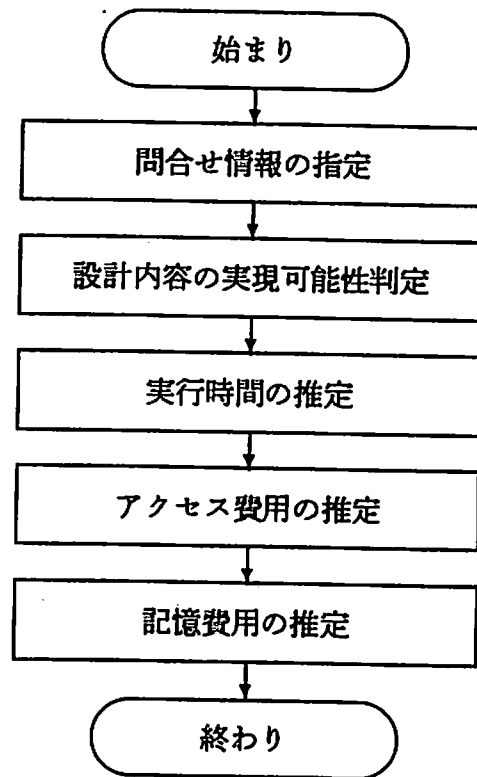 始まり
問合せ情報の指定
設計内容の実現可能性判定
実行時間の推定
アクセス費用の推定
記憶費用の推定
終わり